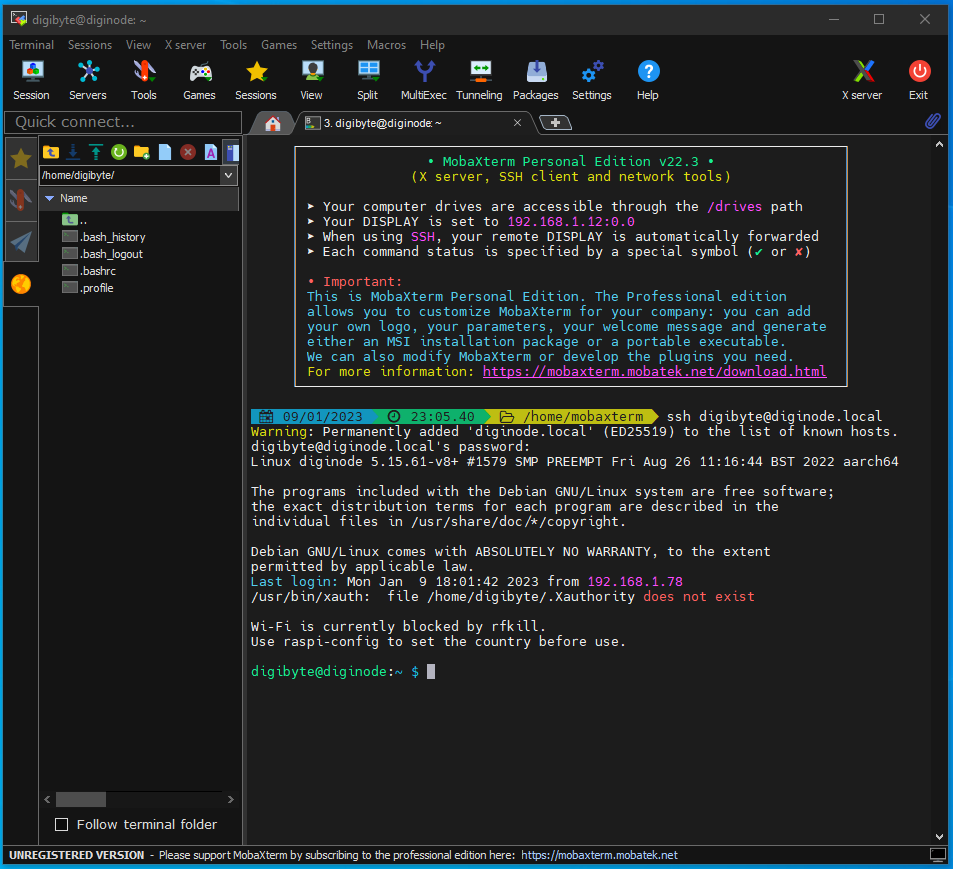 digibyte@diginode: ~
Terminal Sessions View X server Tools Games Settings Macros Help
Session Servers Tools Games Sessions View Split MultiExec Tunneling Packages Settings Help X server Exit
Quick connect...
3. digibyte@diginode: ~
/home/digibyte/
Name
..
.bash_history
.bash_logout
.bashrc
.profile
• MobaXterm Personal Edition v22.3 •
(X server, SSH client and network tools)
➤ Your computer drives are accessible through the /drives path
➤ Your DISPLAY is set to 192.168.1.12:0.0
➤ When using SSH, your remote DISPLAY is automatically forwarded
➤ Each command status is specified by a special symbol (✔ or ✘)
• Important:
This is MobaXterm Personal Edition. The Professional edition
allows you to customize MobaXterm for your company: you can add
your own logo, your parameters, your welcome message and generate
either an MSI installation package or a portable executable.
We can also modify MobaXterm or develop the plugins you need.
For more information: https://mobaxterm.mobatek.net/download.html
09/01/2023 23:05.40 /home/mobaxterm ssh digibyte@diginode.local
Warning: Permanently added 'diginode.local' (ED25519) to the list of known hosts.
digibyte@diginode.local's password:
Linux diginode 5.15.61-v8+ #1579 SMP PREEMPT Fri Aug 26 11:16:44 BST 2022 aarch64
The programs included with the Debian GNU/Linux system are free software;
the exact distribution terms for each program are described in the
individual files in /usr/share/doc/*/copyright.
Debian GNU/Linux comes with ABSOLUTELY NO WARRANTY, to the extent
permitted by applicable law.
Last login: Mon Jan  9 18:01:42 2023 from 192.168.1.78
/usr/bin/xauth:  file /home/digibyte/.Xauthority does not exist
Wi-Fi is currently blocked by rfkill.
Use raspi-config to set the country before use.
digibyte@diginode:~ $
Follow terminal folder
UNREGISTERED VERSION - Please support MobaXterm by subscribing to the professional edition here: https://mobaxterm.mobatek.net